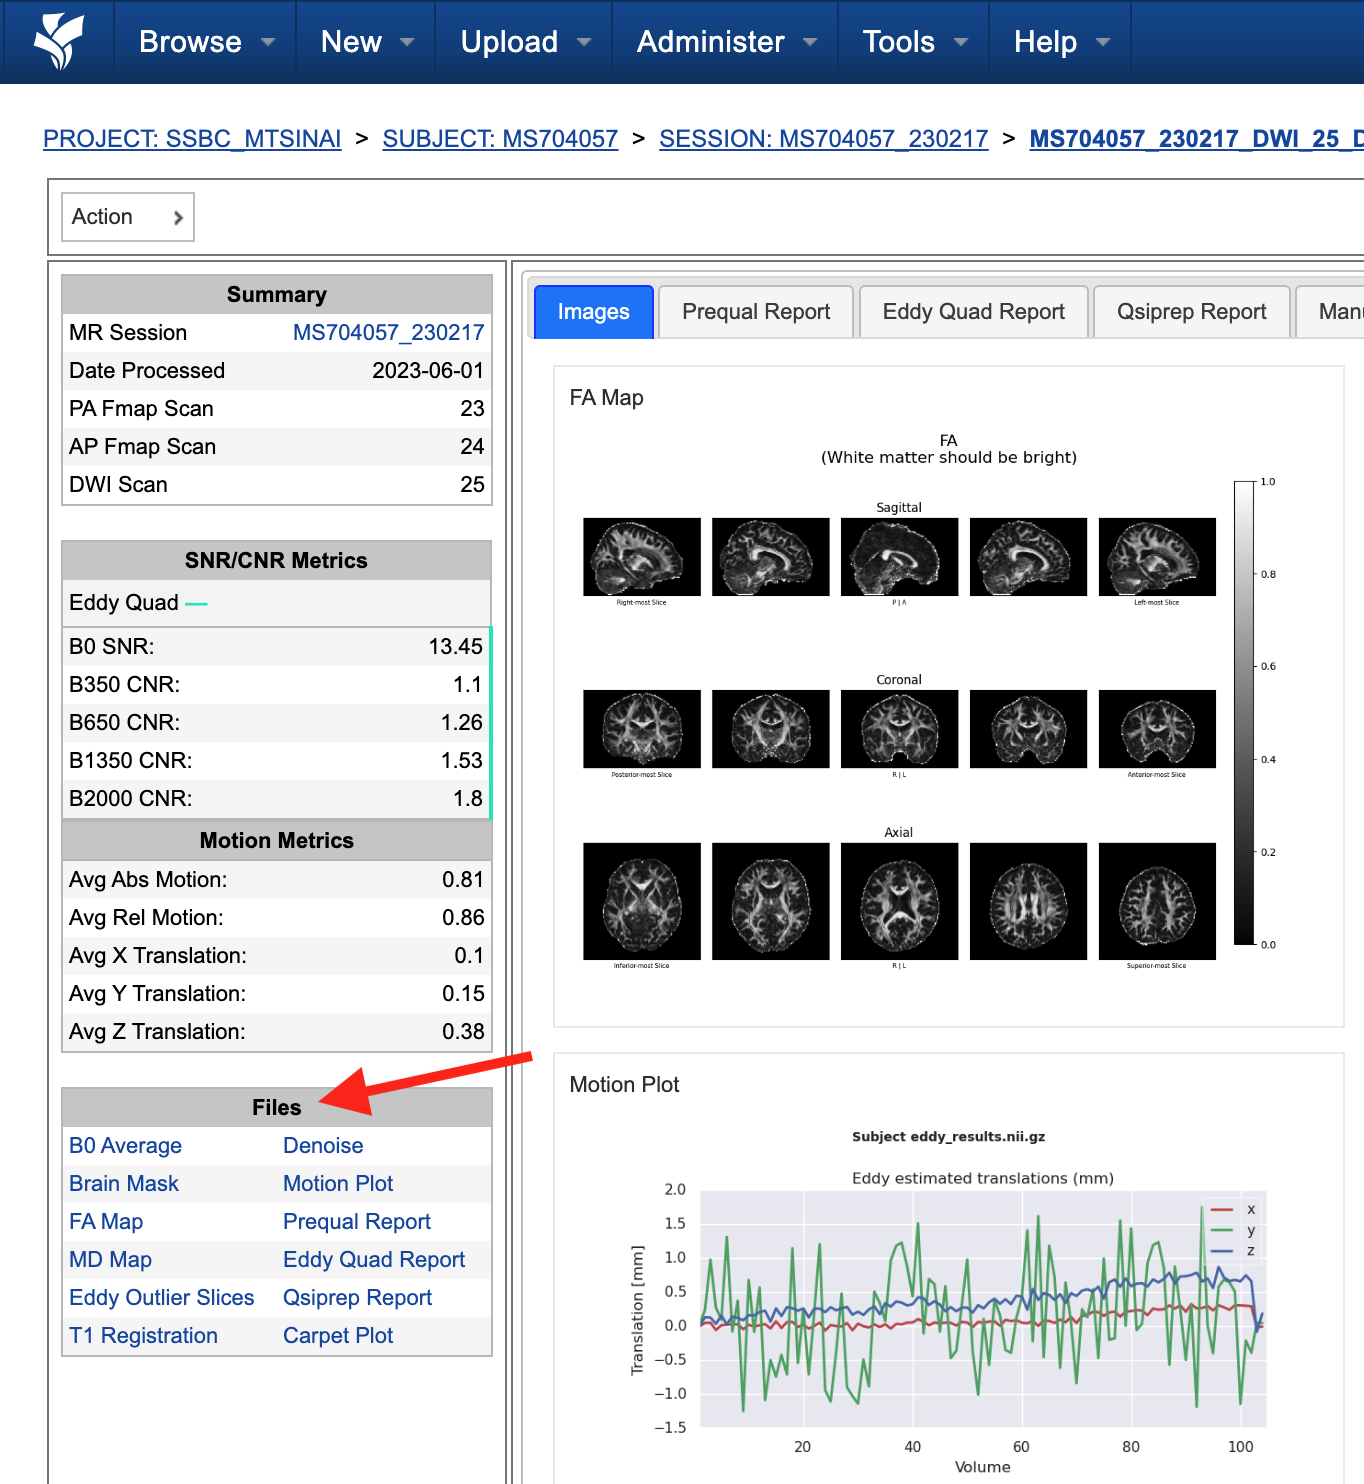 Browse New Upload Administer Tools Help
PROJECT: SSBC_MTSINAI > SUBJECT: MS704057 > SESSION: MS704057_230217 > MS704057_230217_DWI_25_D
Action
Summary
MR Session MS704057_230217
Date Processed 2023-06-01
PA Fmap Scan 23
AP Fmap Scan 24
DWI Scan 25
SNR/CNR Metrics
Eddy Quad
B0 SNR: 13.45
B350 CNR: 1.1
B650 CNR: 1.26
B1350 CNR: 1.53
B2000 CNR: 1.8
Motion Metrics
Avg Abs Motion: 0.81
Avg Rel Motion: 0.86
Avg X Translation: 0.1
Avg Y Translation: 0.15
Avg Z Translation: 0.38
Files
B0 Average Denoise
Brain Mask Motion Plot
FA Map Prequal Report
MD Map Eddy Quad Report
Eddy Outlier Slices Qsiprep Report
T1 Registration Carpet Plot
Images Prequal Report Eddy Quad Report Qsiprep Report Manu
FA Map
FA
(White matter should be bright)
Sagittal
Right-most Slice P | A Left-most Slice
Coronal
Posterior-most Slice R | L Anterior-most Slice
Axial
Inferior-most Slice R | L Superior-most Slice
1.0
0.8
0.6
0.4
0.2
0.0
Motion Plot
Subject eddy_results.nii.gz
Eddy estimated translations (mm)
Translation [mm]
2.0
1.5
1.0
0.5
0.0
−0.5
−1.0
−1.5
x
y
z
20 40 60 80 100
Volume